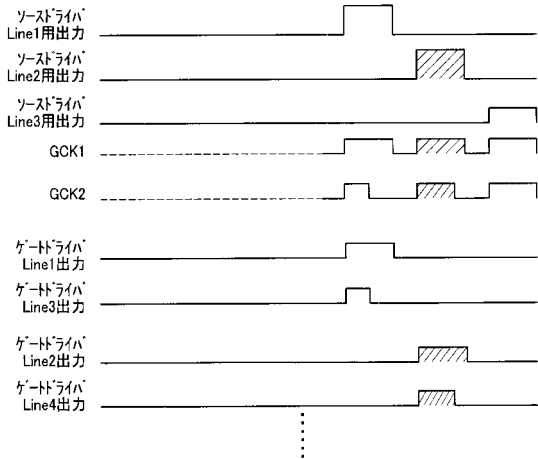 ソースドライバ
Line1用出力
ソースドライバ
Line2用出力
ソースドライバ
Line3用出力
GCK1
GCK2
ゲートドライバ
Line1出力
ゲートドライバ
Line3出力
ゲートドライバ
Line2出力
ゲートドライバ
Line4出力